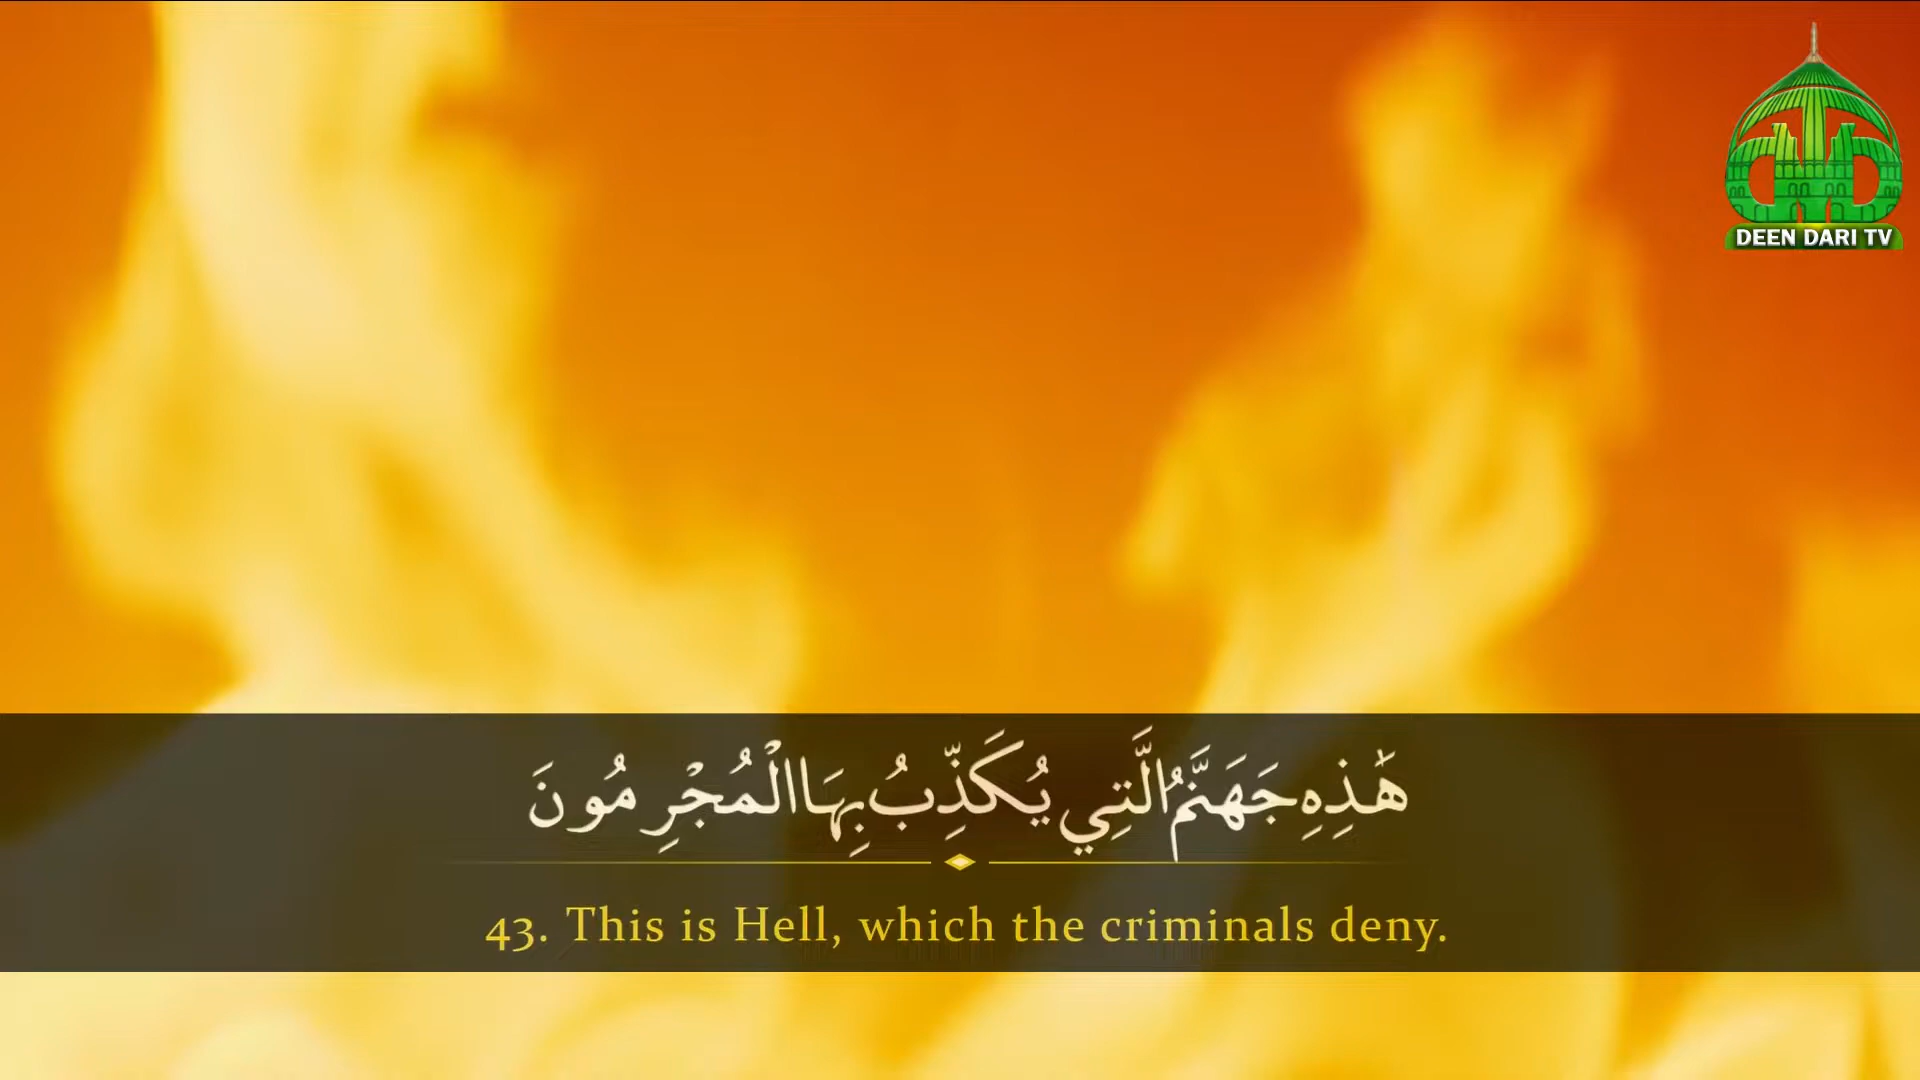 DEEN DARI TV
هَٰذِهِ جَهَنَّمُ الَّتِي يُكَذِّبُ بِهَا الْمُجْرِمُونَ
43. This is Hell, which the criminals deny.